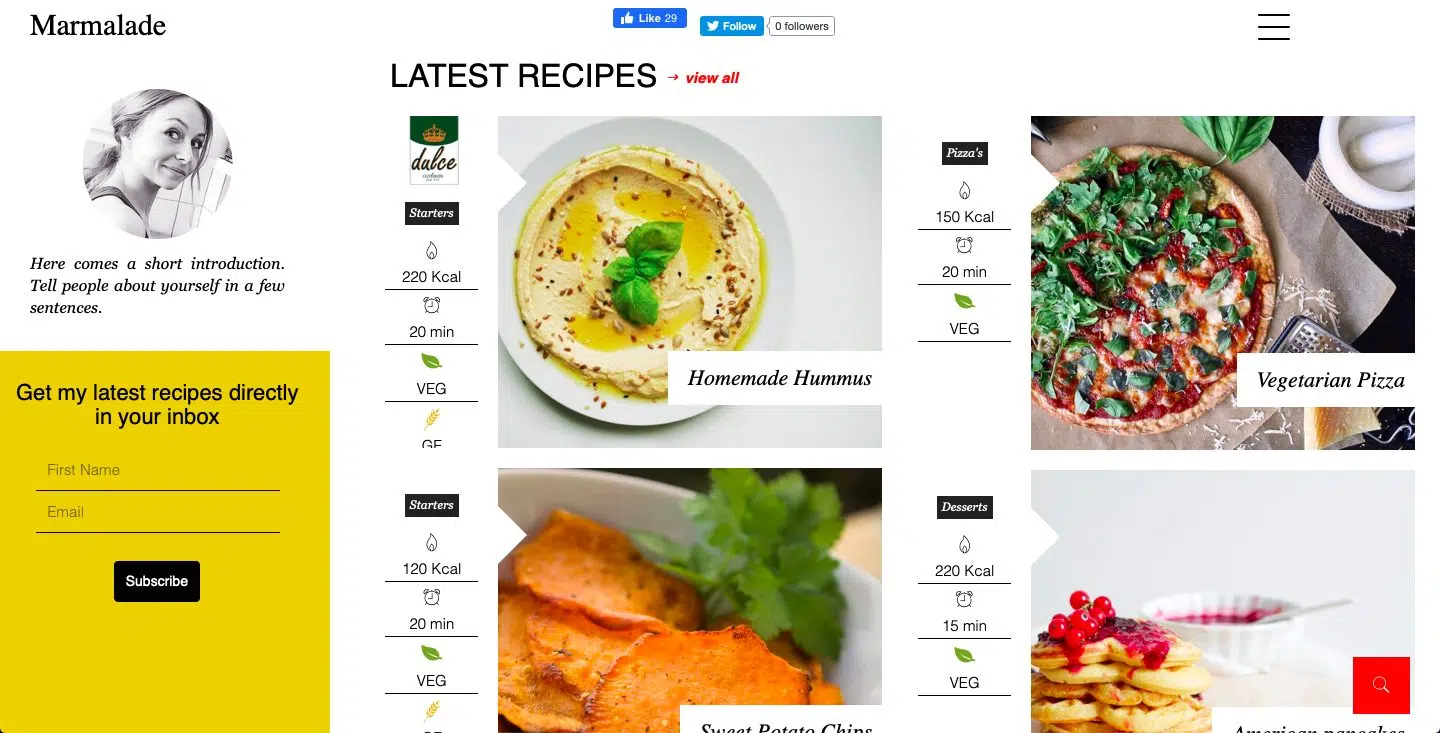 Marmalade
Like 29
Follow
0 followers
LATEST RECIPES → view all
Here comes a short introduction.
Tell people about yourself in a few
sentences.
Get my latest recipes directly
in your inbox
First Name
Email
Subscribe
dulce
Starters
220 Kcal
20 min
VEG
GF
Homemade Hummus
Pizza's
150 Kcal
20 min
VEG
Vegetarian Pizza
Starters
120 Kcal
20 min
VEG
Sweet Potato Chips
Desserts
220 Kcal
15 min
VEG
American pancakes